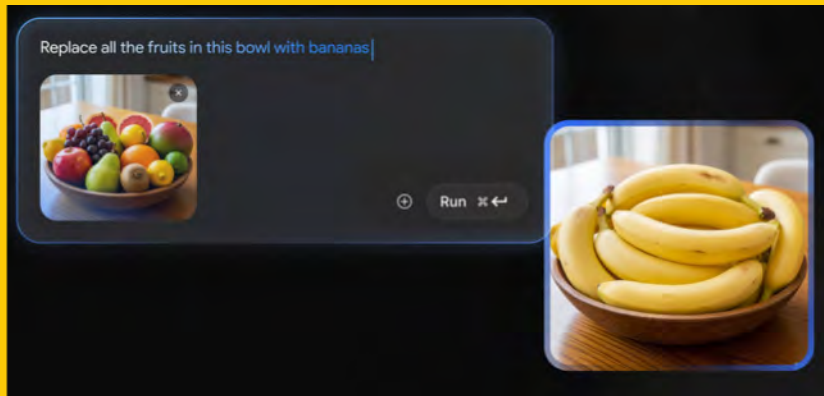 Replace all the fruits in this bowl with bananas
Run ⌘↵